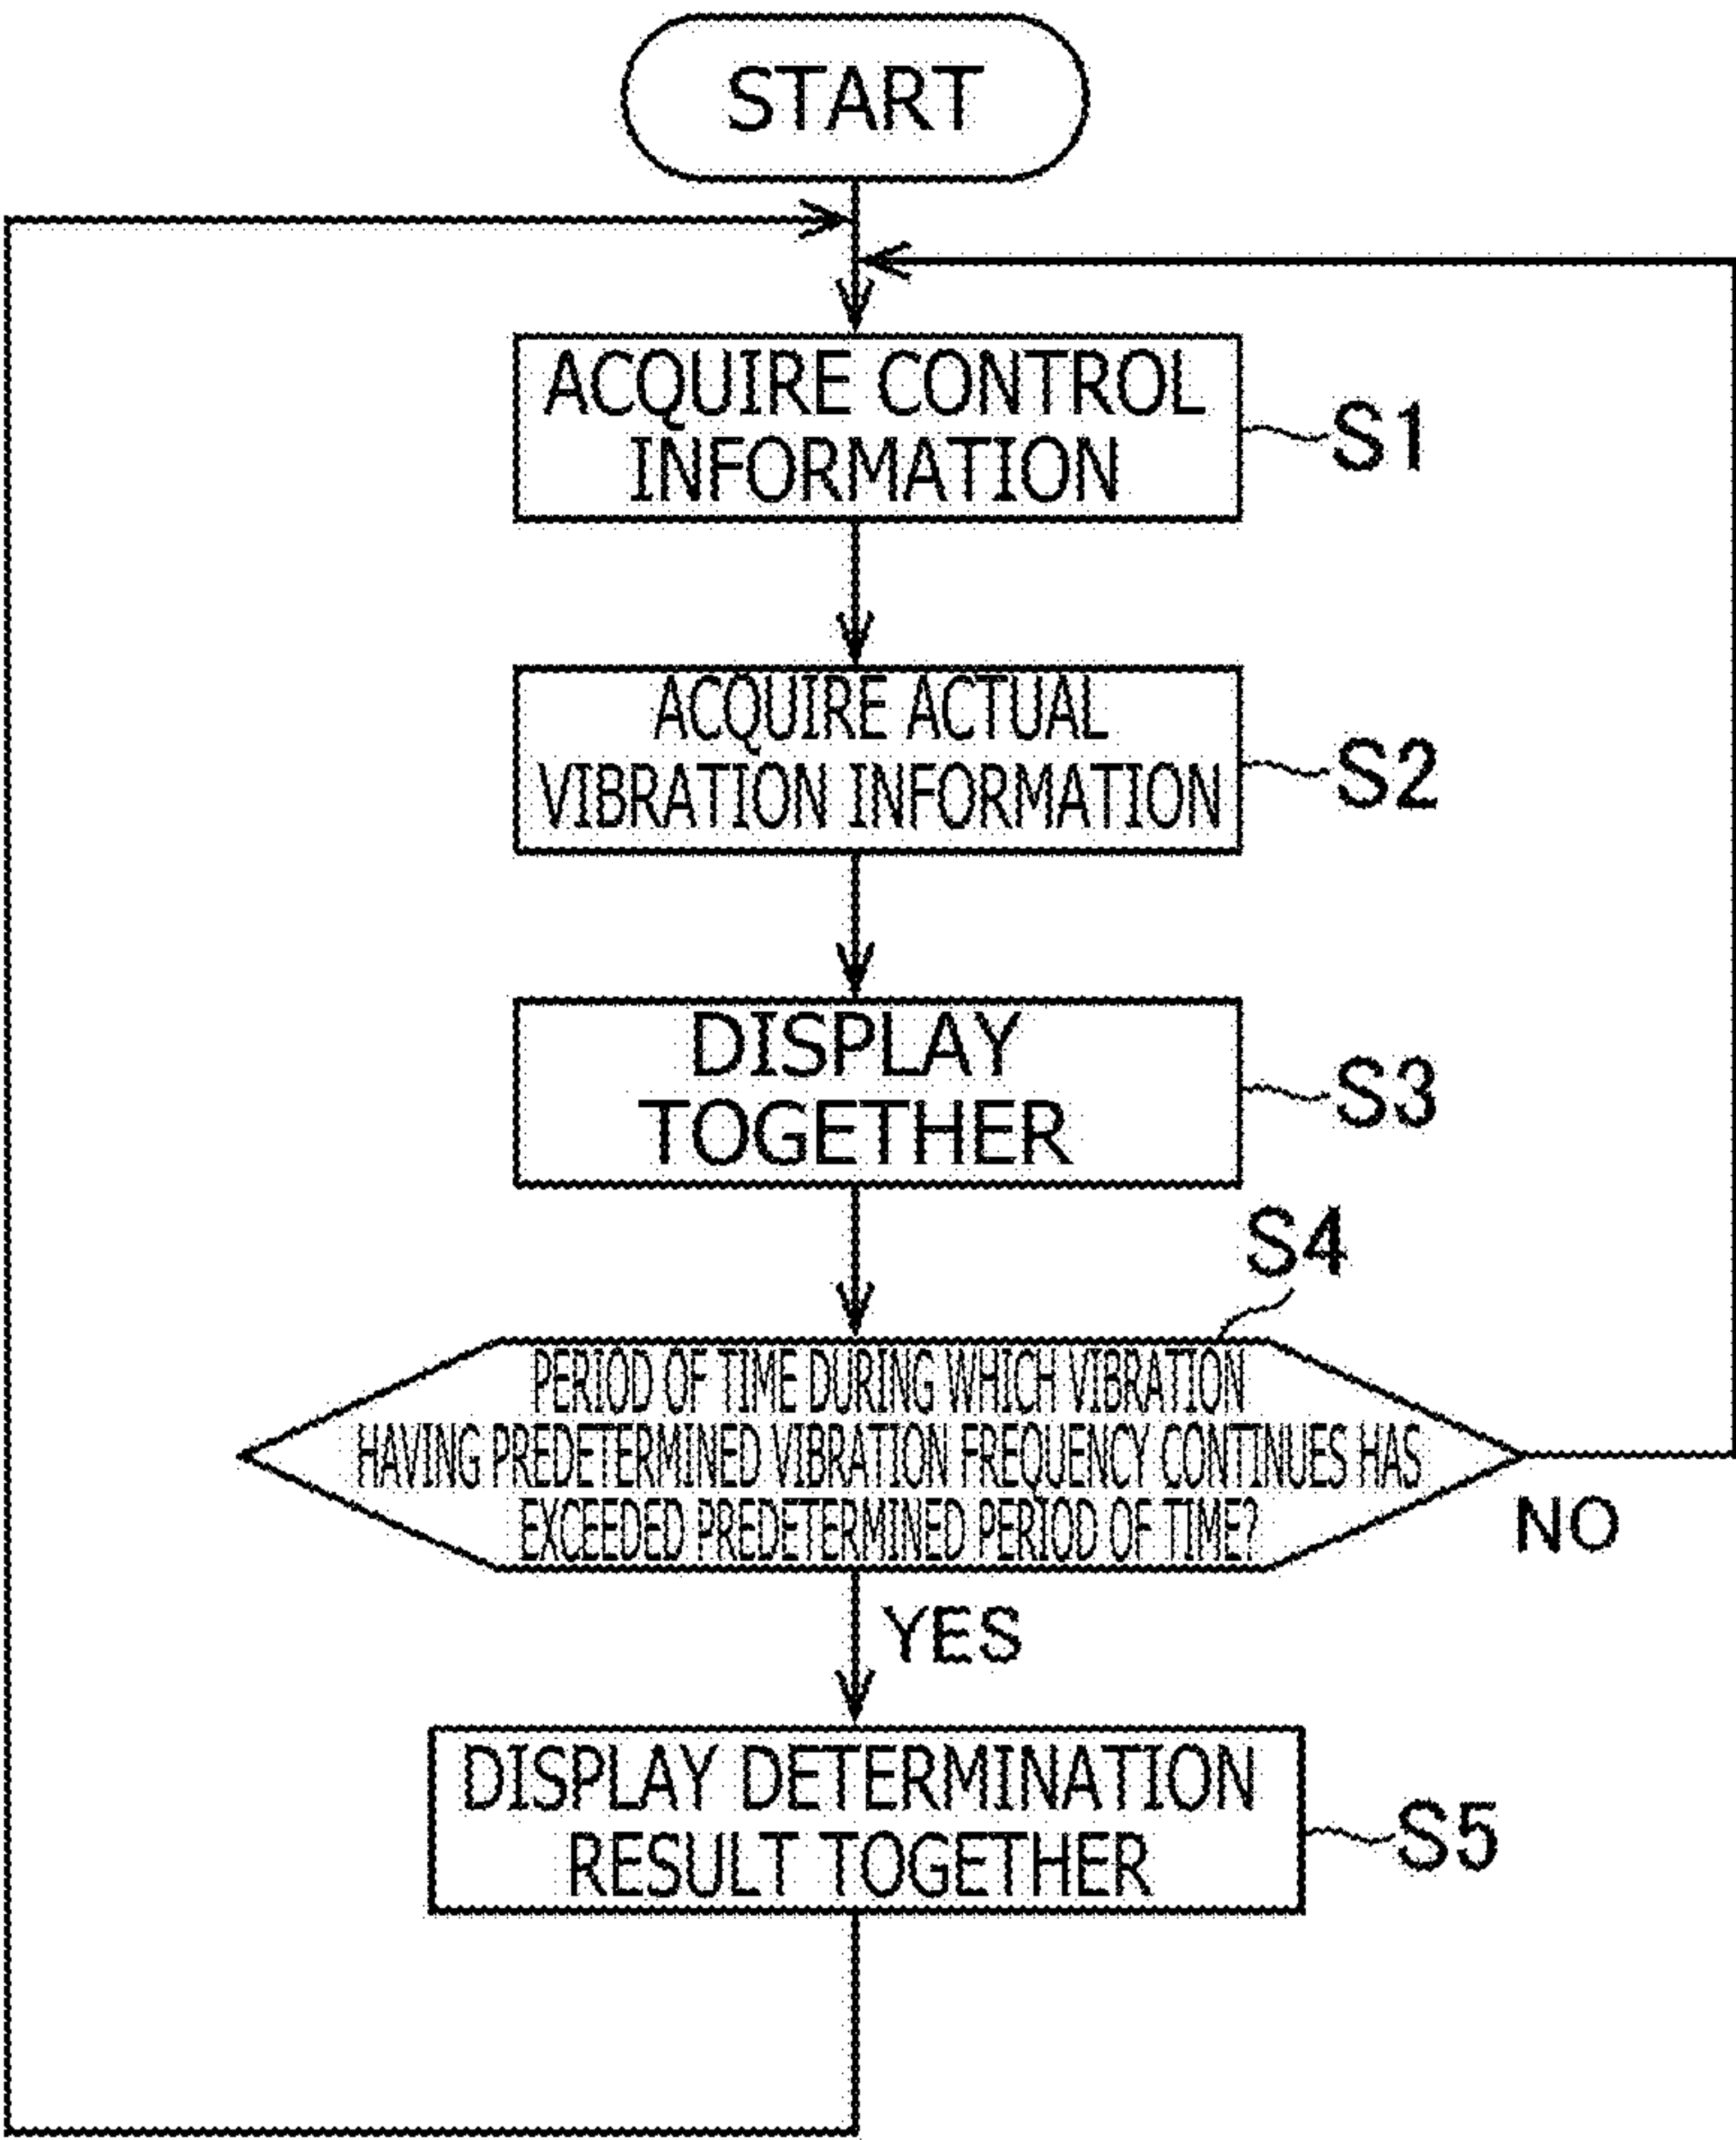 START
ACQUIRE CONTROL
INFORMATION
S1
ACQUIRE ACTUAL
VIBRATION INFORMATION
S2
DISPLAY
TOGETHER
S3
S4
PERIOD OF TIME DURING WHICH VIBRATION
HAVING PREDETERMINED VIBRATION FREQUENCY CONTINUES HAS
EXCEEDED PREDETERMINED PERIOD OF TIME?
NO
YES
DISPLAY DETERMINATION
RESULT TOGETHER
S5